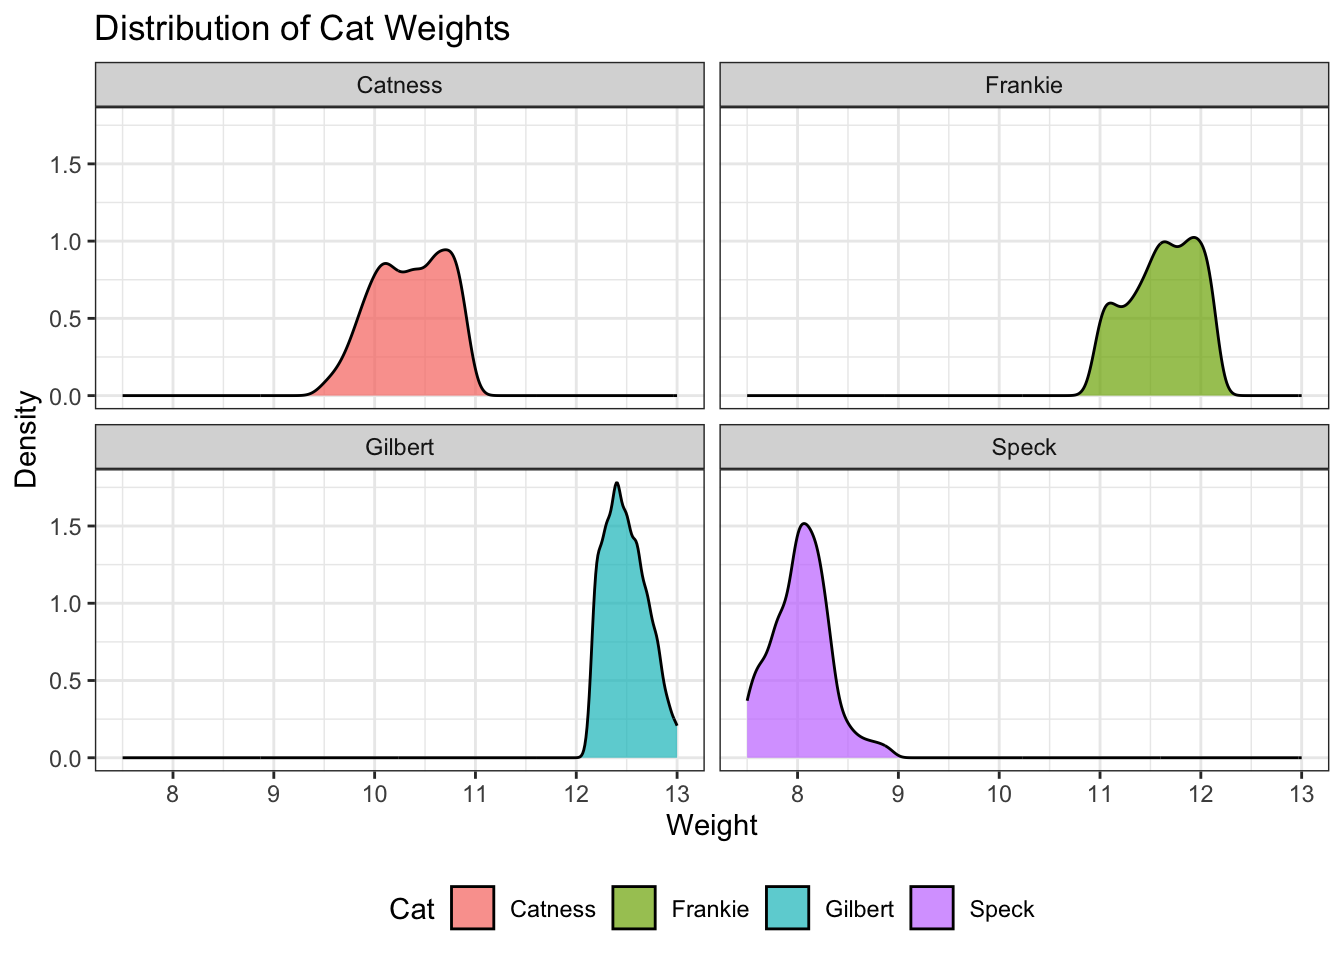 Distribution of Cat Weights
Catness
Frankie
1.5
1.0
0.5
0.0
Gilbert
Speck
1.5
1.0
0.5
0.0
Density
8 9 10 11 12 13
8 9 10 11 12 13
Weight
Cat Catness Frankie Gilbert Speck